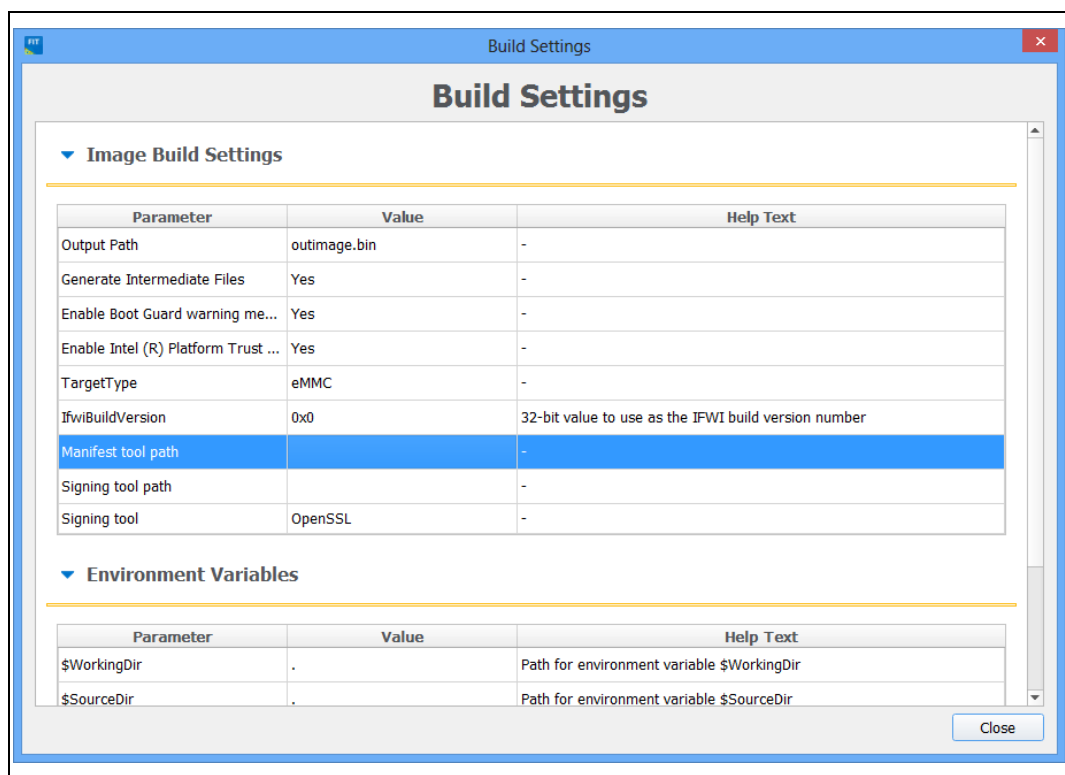 FIT
Build Settings
Build Settings
Image Build Settings
Parameter Value Help Text
Output Path outimage.bin -
Generate Intermediate Files Yes -
Enable Boot Guard warning me... Yes -
Enable Intel (R) Platform Trust ... Yes -
TargetType eMMC -
IfwiBuildVersion 0x0 32-bit value to use as the IFWI build version number
Manifest tool path -
Signing tool path -
Signing tool OpenSSL -
Environment Variables
Parameter Value Help Text
$WorkingDir . Path for environment variable $WorkingDir
$SourceDir . Path for environment variable $SourceDir
Close